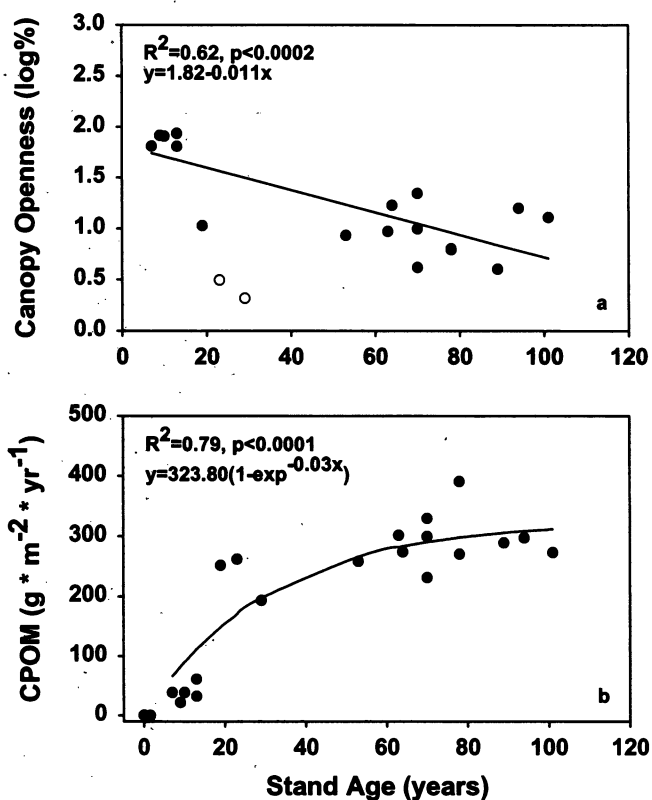 3.0
R²=0.62, p<0.0002
y=1.82-0.011x
2.5
2.0
1.5
1.0
0.5
0.0
a
Canopy Openness (log%)
0 20 40 60 80 100 120
500
R²=0.79, p<0.0001
y=323.80(1-exp⁻⁰·⁰³ˣ)
400
300
200
100
0
b
CPOM (g * m⁻² * yr⁻¹)
0 20 40 60 80 100 120
Stand Age (years)